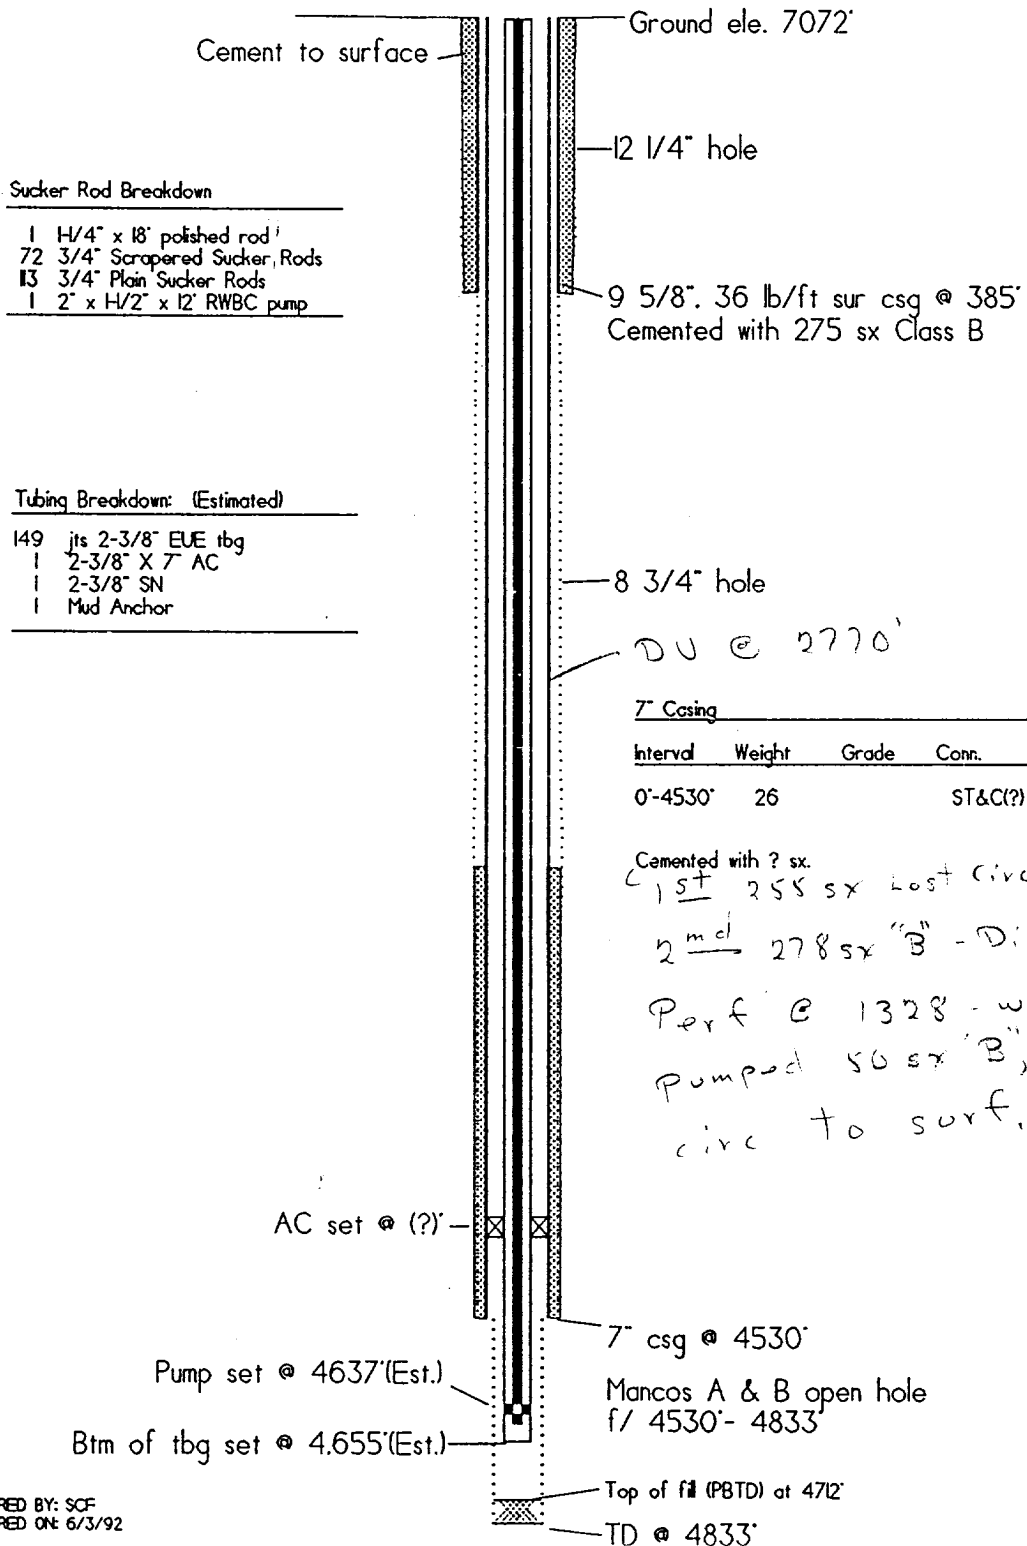 Ground ele. 7072'
Cement to surface
12 1/4" hole
Sucker Rod Breakdown
1 1-1/4" x 18' polished rod
72 3/4" Scrapered Sucker Rods
113 3/4" Plain Sucker Rods
1 2" x 1-1/2" x 12' RWBC pump
9 5/8", 36 lb/ft sur csg @ 385'
Cemented with 275 sx Class B
Tubing Breakdown: (Estimated)
149 jts 2-3/8" EUE tbg
1 2-3/8" X 7" AC
1 2-3/8" SN
1 Mud Anchor
8 3/4" hole
DV @ 2770'
7" Casing
Interval Weight Grade Conn.
0'-4530' 26 ST&C(?)
Cemented with ? sx.
1st 255 sx Lost Circ
2nd 278 sx "B" - Di
Perf @ 1328 - w
Pumped 50 sx "B",
circ to surf.
AC set @ (?)'
7" csg @ 4530'
Pump set @ 4637'(Est.)
Mancos A & B open hole
f/ 4530'- 4833'
Btm of tbg set @ 4,655'(Est.)
Top of fill (PBTD) at 4712'
RED BY: SCF
RED ON: 6/3/92
TD @ 4833'